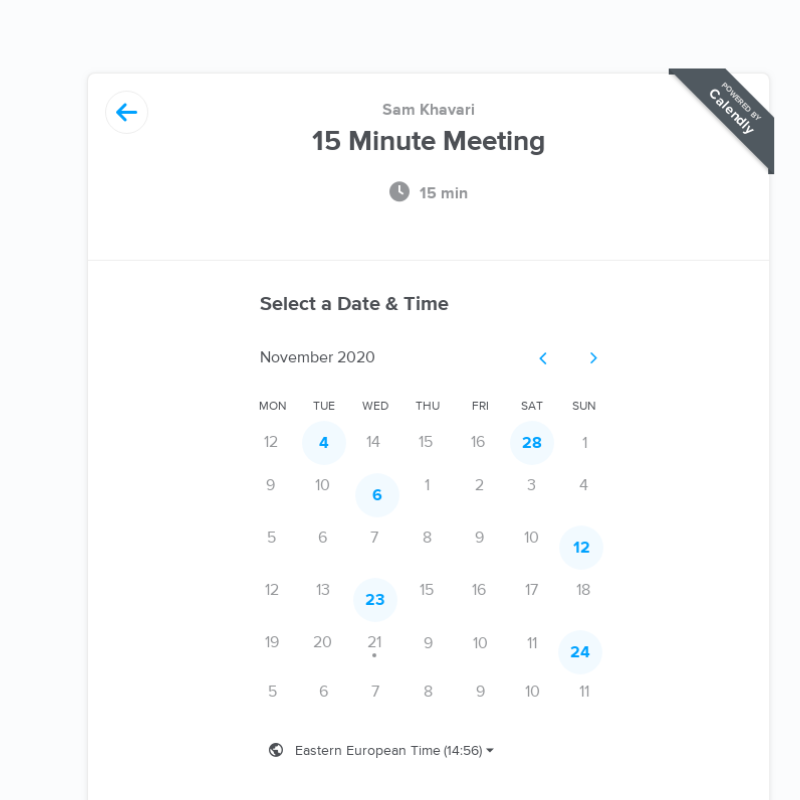 POWERED BY
Calendly
Sam Khavari
15 Minute Meeting
15 min
Select a Date & Time
November 2020
MON TUE WED THU FRI SAT SUN
12 4 14 15 16 28 1
9 10 6 1 2 3 4
5 6 7 8 9 10 12
12 13 23 15 16 17 18
19 20 21 9 10 11 24
5 6 7 8 9 10 11
Eastern European Time (14:56)